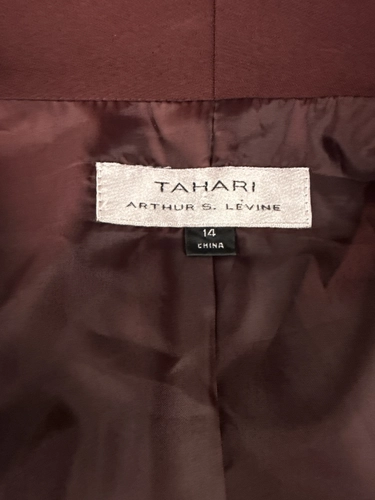 TAHARI
ARTHUR S. LEVINE
14
CHINA